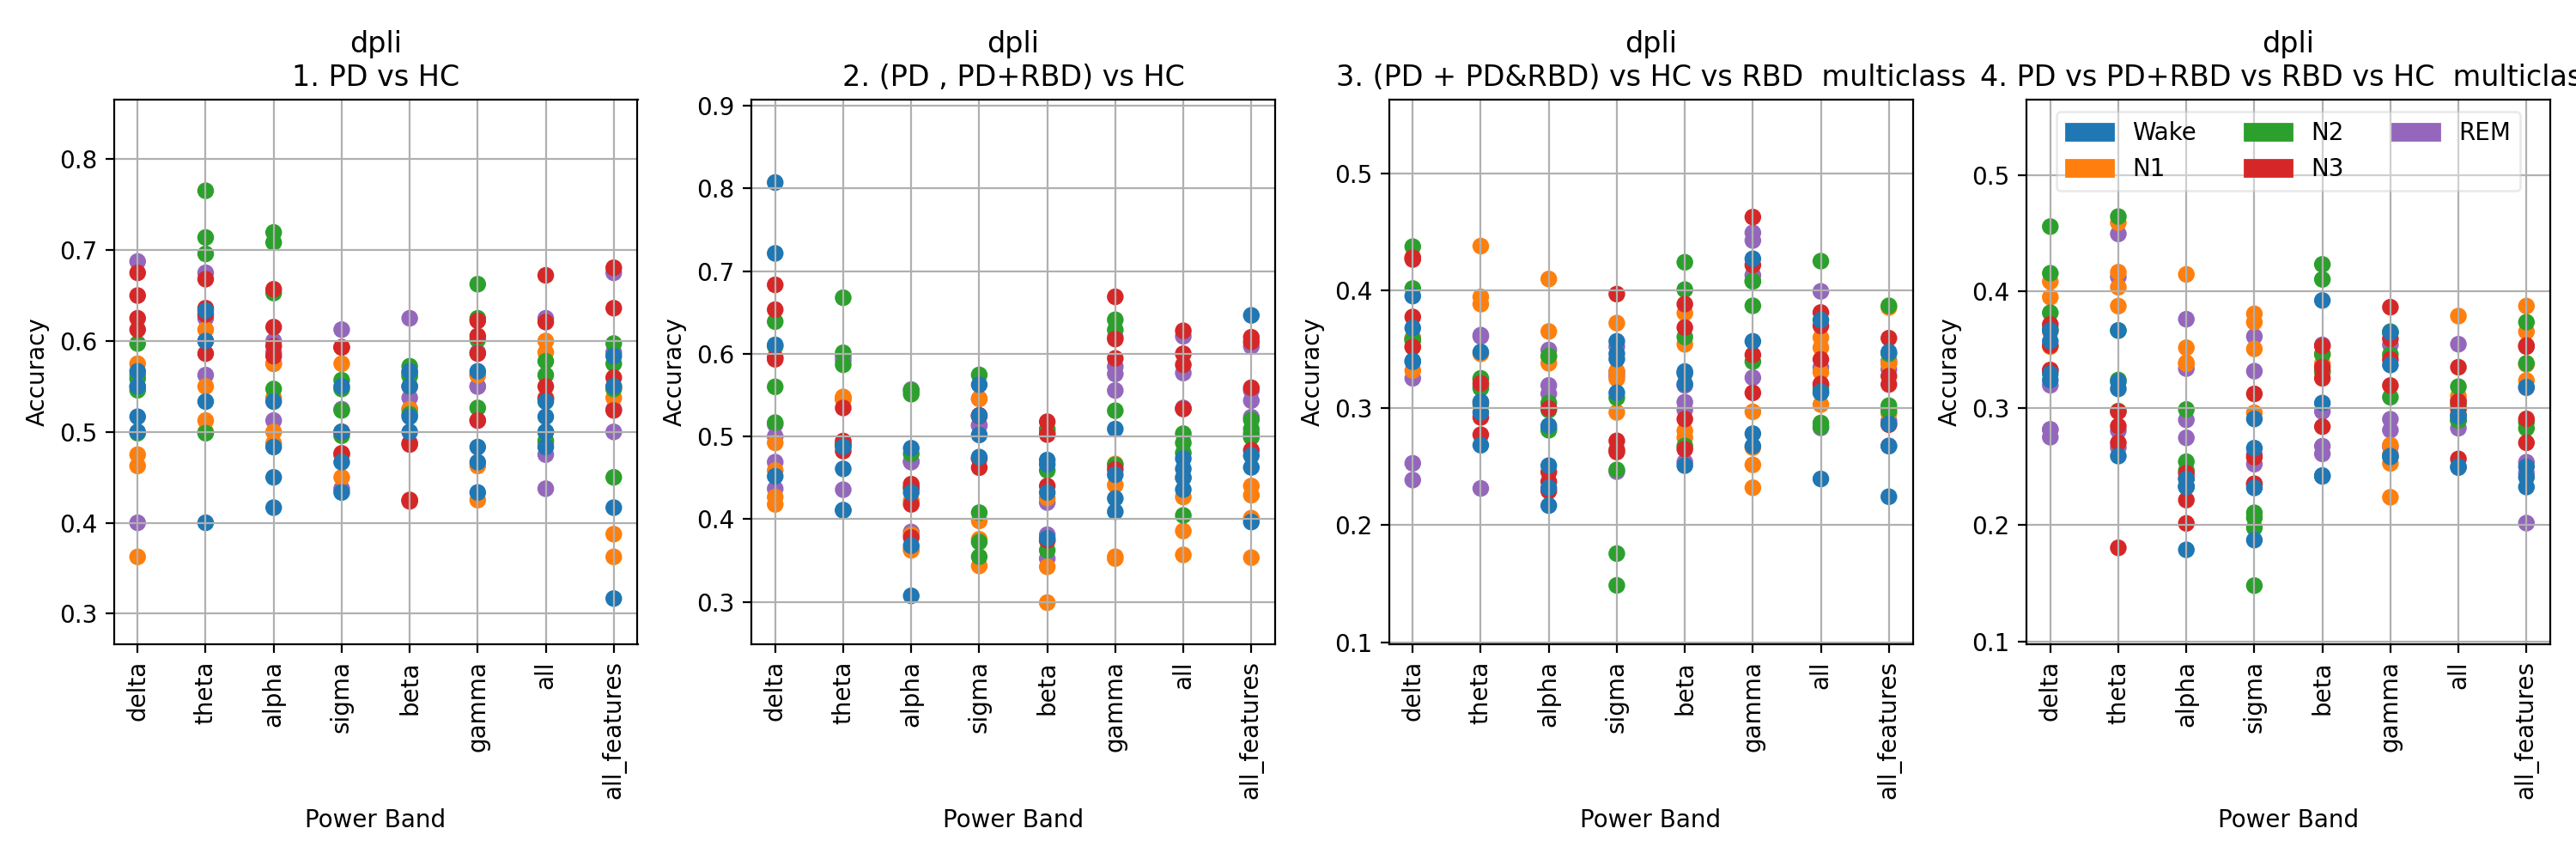 dpli
1. PD vs HC
Accuracy
0.8
0.7
0.6
0.5
0.4
0.3
delta
theta
alpha
sigma
beta
gamma
all
all_features
Power Band
dpli
2. (PD , PD+RBD) vs HC
Accuracy
0.9
0.8
0.7
0.6
0.5
0.4
0.3
delta
theta
alpha
sigma
beta
gamma
all
all_features
Power Band
dpli
3. (PD + PD&RBD) vs HC vs RBD  multiclass
Accuracy
0.5
0.4
0.3
0.2
0.1
delta
theta
alpha
sigma
beta
gamma
all
all_features
Power Band
dpli
4. PD vs PD+RBD vs RBD vs HC  multiclas
Wake
N1
N2
N3
REM
Accuracy
0.5
0.4
0.3
0.2
0.1
delta
theta
alpha
sigma
beta
gamma
all
all_features
Power Band